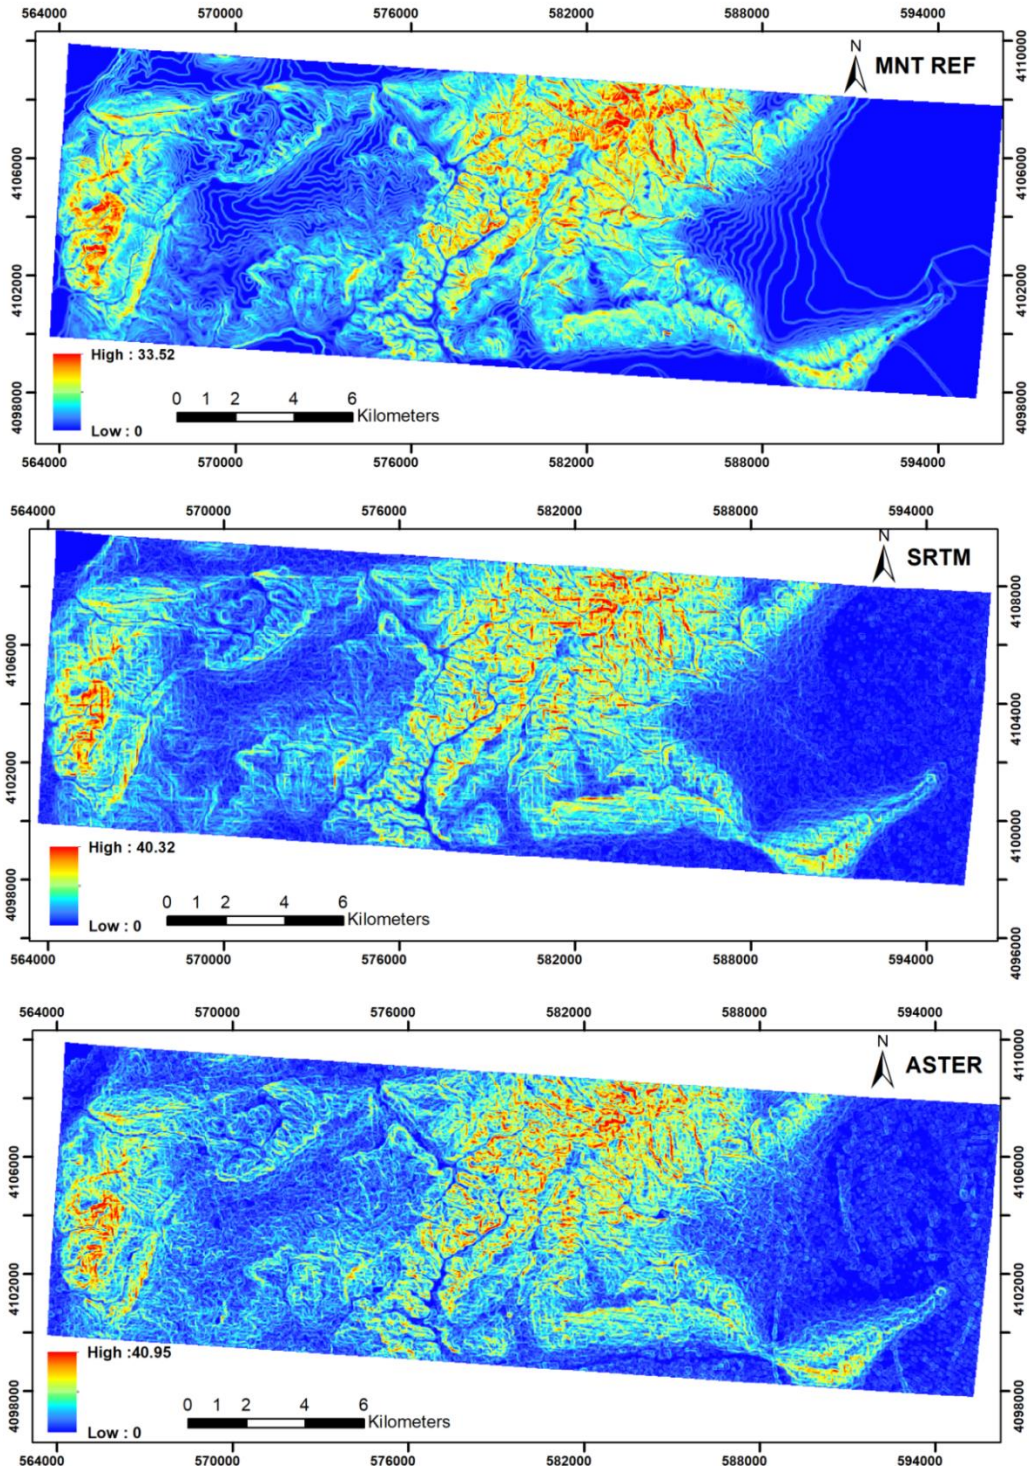 564000 570000 576000 582000 588000 594000
4110000
N
MNT REF
4106000 4106000
4102000 4102000
High : 33.52
0 1 2 4 6
Kilometers
Low : 0
4098000 4098000
564000 570000 576000 582000 588000 594000
564000 570000 576000 582000 588000 594000
N
SRTM
4108000
4106000
4104000
4102000
4100000
High : 40.32
0 1 2 4 6
Kilometers
Low : 0
4098000
4096000
564000 570000 576000 582000 588000 594000
564000 570000 576000 582000 588000 594000
4110000
N
ASTER
4106000 4106000
4102000 4102000
High :40.95
0 1 2 4 6
Kilometers
Low : 0
4098000 4098000
564000 570000 576000 582000 588000 594000